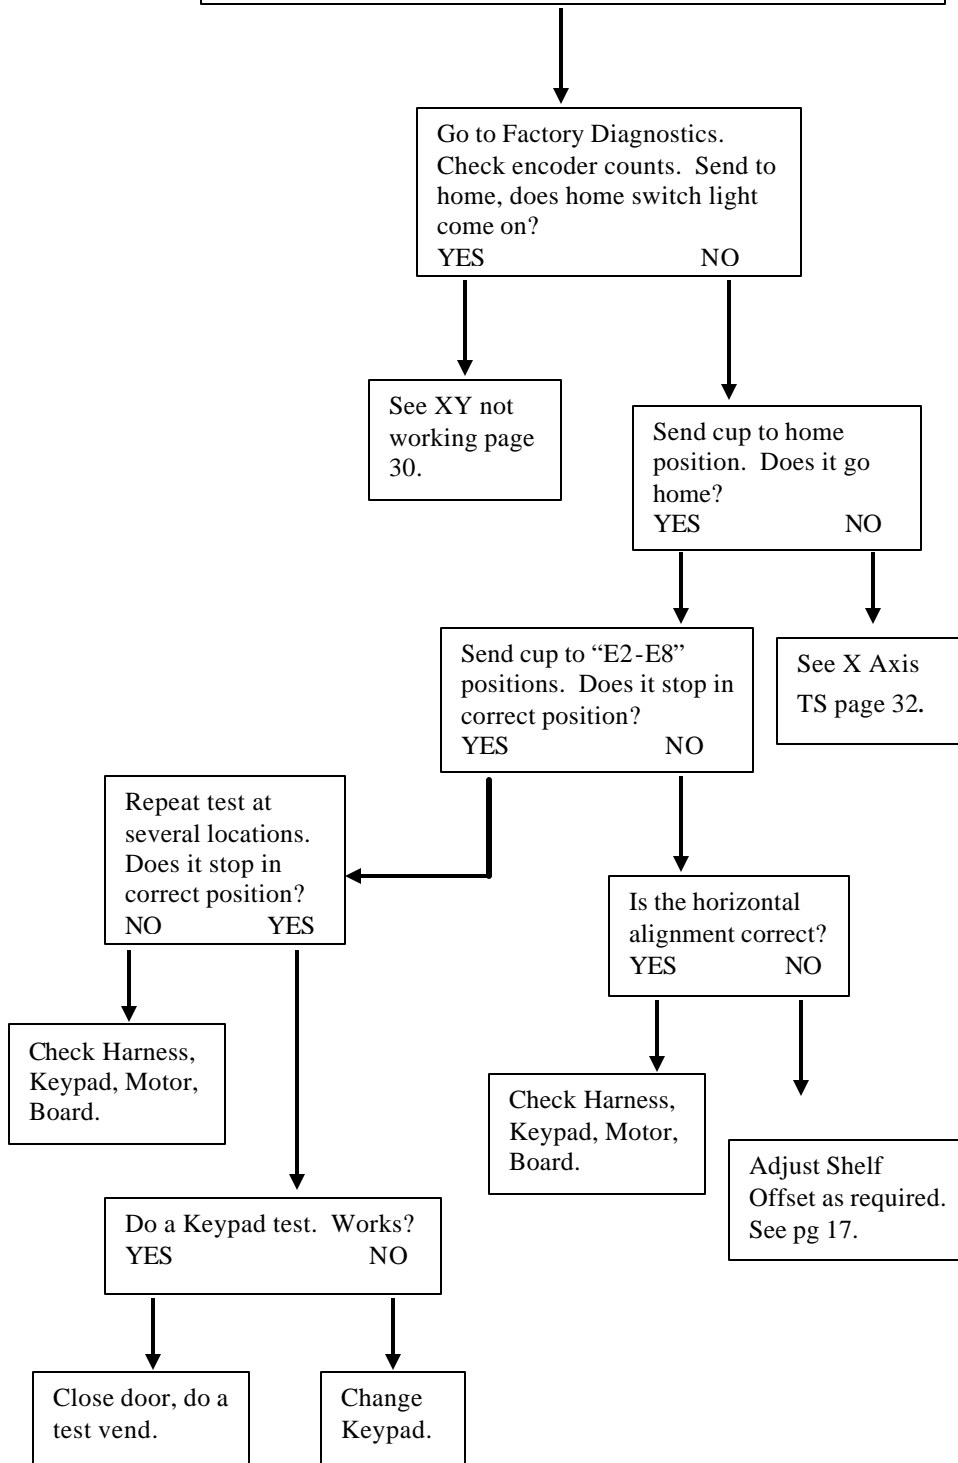 Go to Factory Diagnostics.
Check encoder counts. Send to
home, does home switch light
come on?
YES NO
See XY not
working page
30.
Send cup to home
position. Does it go
home?
YES NO
Send cup to “E2-E8”
positions. Does it stop in
correct position?
YES NO
See X Axis
TS page 32.
Repeat test at
several locations.
Does it stop in
correct position?
NO YES
Is the horizontal
alignment correct?
YES NO
Check Harness,
Keypad, Motor,
Board.
Check Harness,
Keypad, Motor,
Board.
Adjust Shelf
Offset as required.
See pg 17.
Do a Keypad test. Works?
YES NO
Close door, do a
test vend.
Change
Keypad.